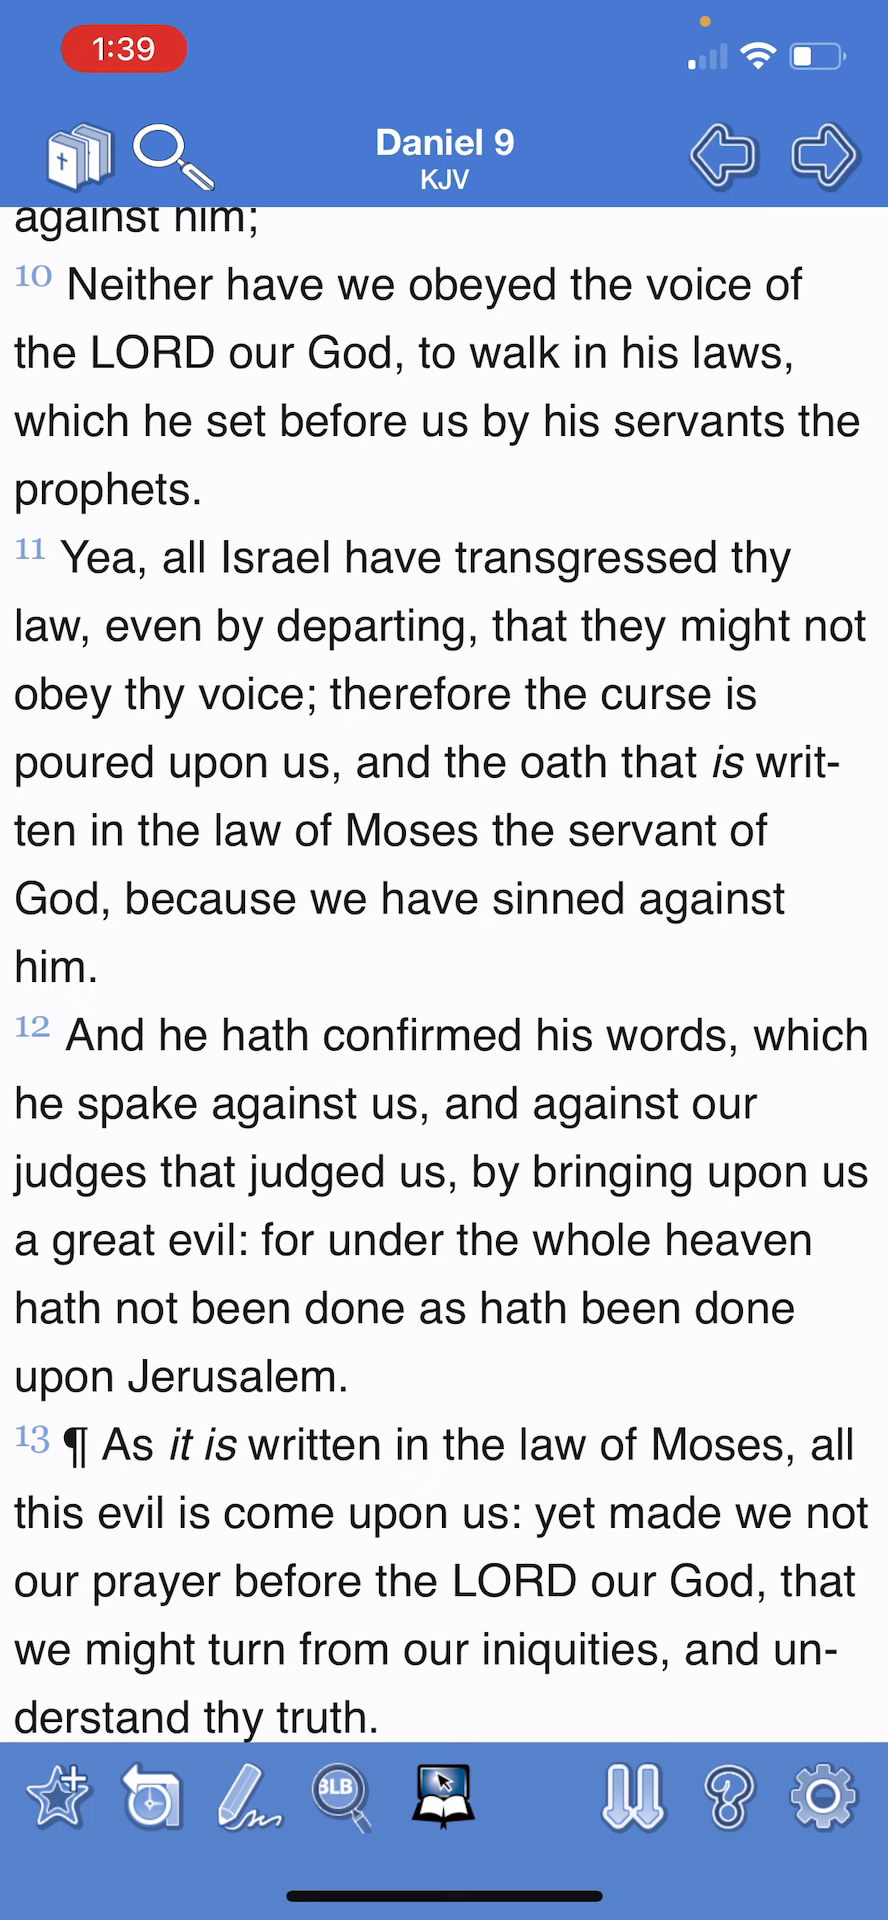 1:39
Daniel 9
KJV
against him;
10 Neither have we obeyed the voice of
the LORD our God, to walk in his laws,
which he set before us by his servants the
prophets.
11 Yea, all Israel have transgressed thy
law, even by departing, that they might not
obey thy voice; therefore the curse is
poured upon us, and the oath that is writ-
ten in the law of Moses the servant of
God, because we have sinned against
him.
12 And he hath confirmed his words, which
he spake against us, and against our
judges that judged us, by bringing upon us
a great evil: for under the whole heaven
hath not been done as hath been done
upon Jerusalem.
13 ¶ As it is written in the law of Moses, all
this evil is come upon us: yet made we not
our prayer before the LORD our God, that
we might turn from our iniquities, and un-
derstand thy truth.
BLB